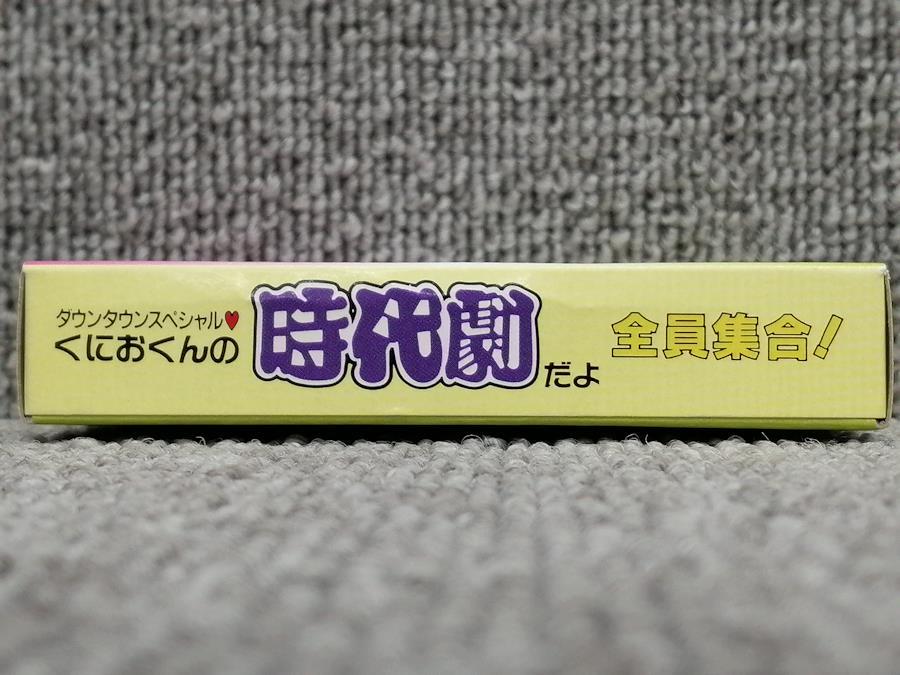 ダウンタウンスペシャル♥
くにおくんの
時代劇
だよ
全員集合!